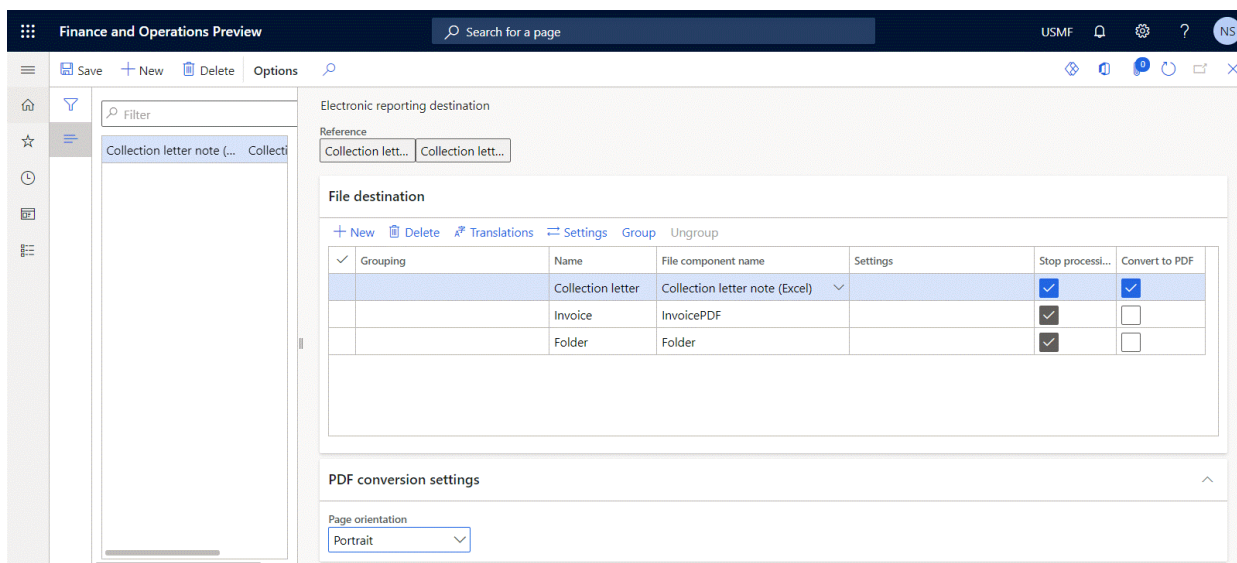 Finance and Operations Preview
Search for a page
USMF
?
NS
Save
New
Delete
Options
0
Filter
Collection letter note (... Collecti
Electronic reporting destination
Reference
Collection lett... Collection lett...
File destination
New Delete Translations Settings Group Ungroup
Grouping Name File component name Settings Stop processi... Convert to PDF
Collection letter Collection letter note (Excel)
Invoice InvoicePDF
Folder Folder
PDF conversion settings
Page orientation
Portrait